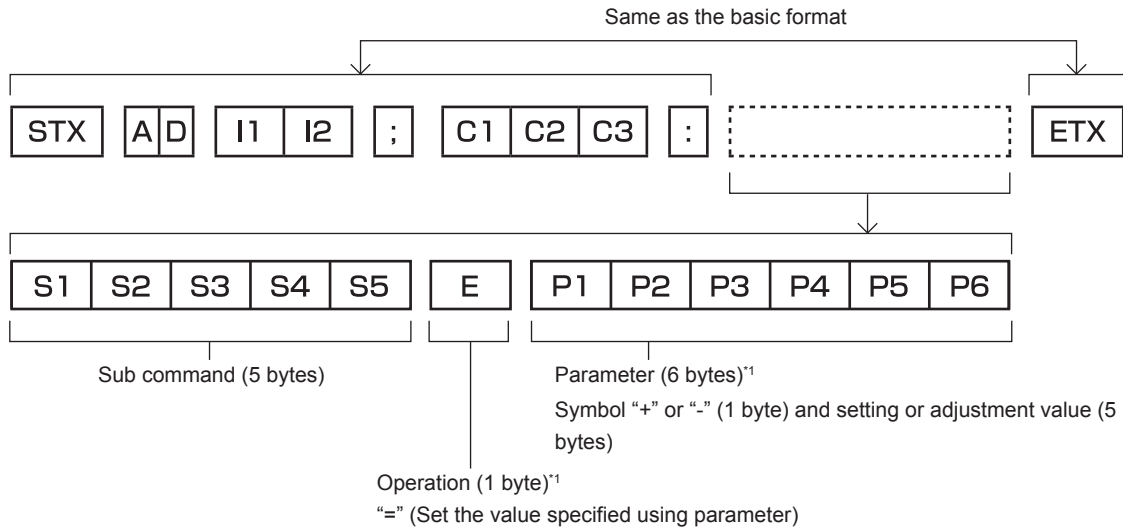 Same as the basic format
STX A D I1 I2 ; C1 C2 C3 : ETX
S1 S2 S3 S4 S5 E P1 P2 P3 P4 P5 P6
Sub command (5 bytes)
Parameter (6 bytes)*1
Symbol “+” or “-” (1 byte) and setting or adjustment value (5
bytes)
Operation (1 byte)*1
“=” (Set the value specified using parameter)